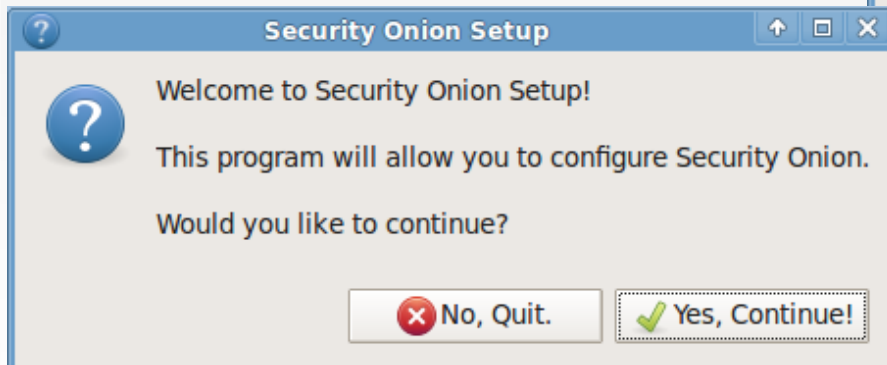 Security Onion Setup
Welcome to Security Onion Setup!
This program will allow you to configure Security Onion.
Would you like to continue?
No, Quit. Yes, Continue!